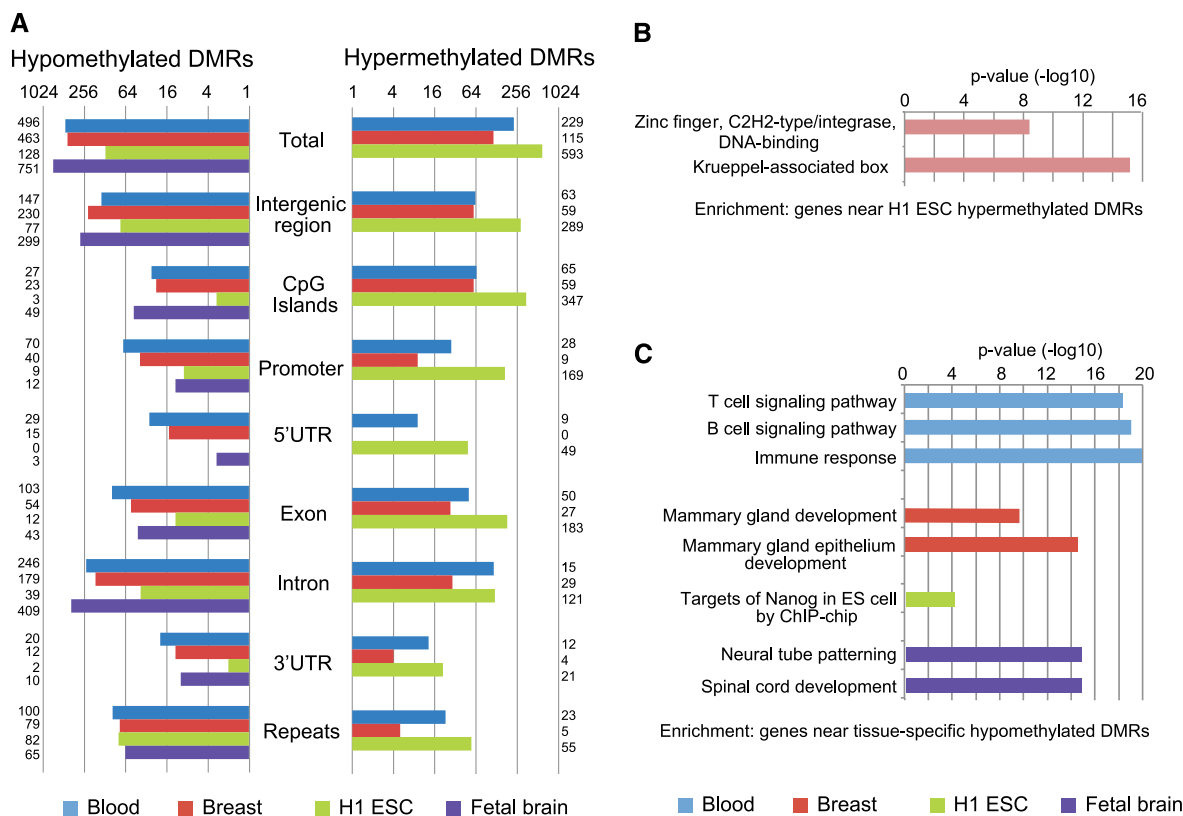 A
Hypomethylated DMRs
Hypermethylated DMRs
1024 256 64 16 4 1
1 4 16 64 256 1024
496
463
128
751
Total
229
115
593
147
230
77
299
Intergenic
region
63
59
289
27
23
3
49
CpG
Islands
65
59
347
70
40
9
12
Promoter
28
9
169
29
15
0
3
5'UTR
9
0
49
103
54
12
43
Exon
50
27
183
246
179
39
409
Intron
15
29
121
20
12
2
10
3'UTR
12
4
21
100
79
82
65
Repeats
23
5
55
Blood Breast H1 ESC Fetal brain
B
p-value (-log10)
0 4 8 12 16
Zinc finger, C2H2-type/integrase,
DNA-binding
Krueppel-associated box
Enrichment: genes near H1 ESC hypermethylated DMRs
C
p-value (-log10)
0 4 8 12 16 20
T cell signaling pathway
B cell signaling pathway
Immune response
Mammary gland development
Mammary gland epithelium
development
Targets of Nanog in ES cell
by ChIP-chip
Neural tube patterning
Spinal cord development
Enrichment: genes near tissue-specific hypomethylated DMRs
Blood Breast H1 ESC Fetal brain